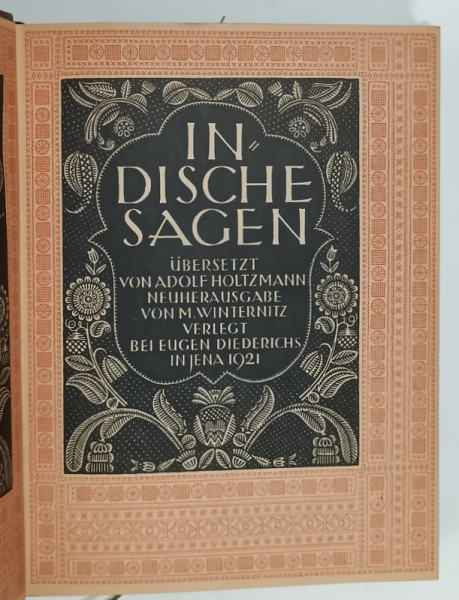 IN=
DISCHE
SAGEN
ÜBERSETZT
VON ADOLF HOLTZMANN
NEUHERAUSGABE
VON M. WINTERNITZ
VERLEGT
BEI EUGEN DIEDERICHS
IN JENA 1921